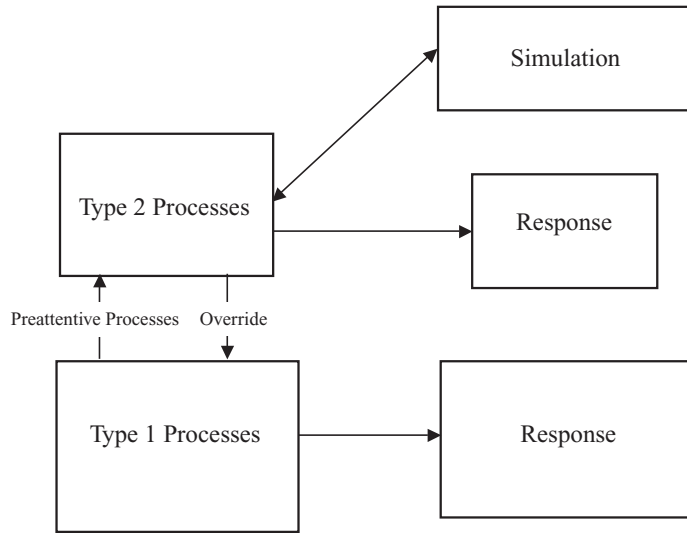 Simulation
Type 2 Processes
Response
Preattentive Processes
Override
Type 1 Processes
Response